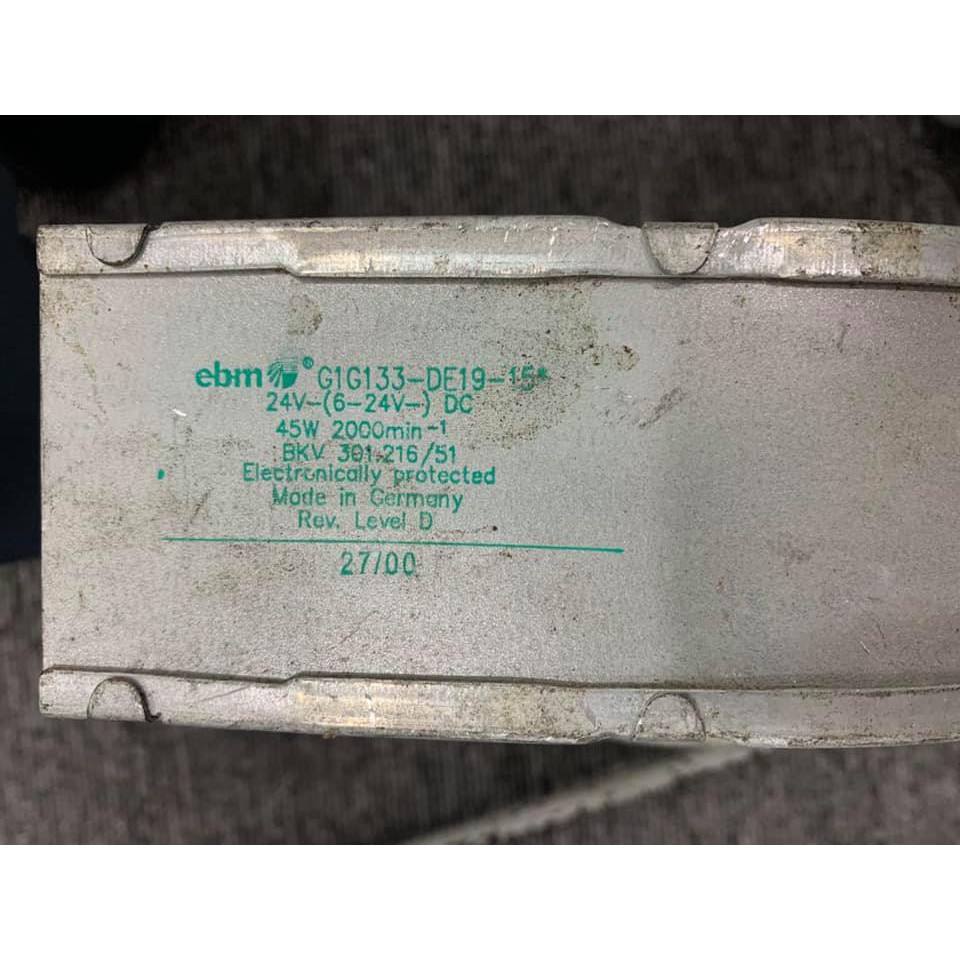 ebm® G1G133-DE19-15*
24V-(6-24V-) DC
45W 2000min-1
BKV 301.216/51
Electronically protected
Made in Germany
Rev. Level D
27/00